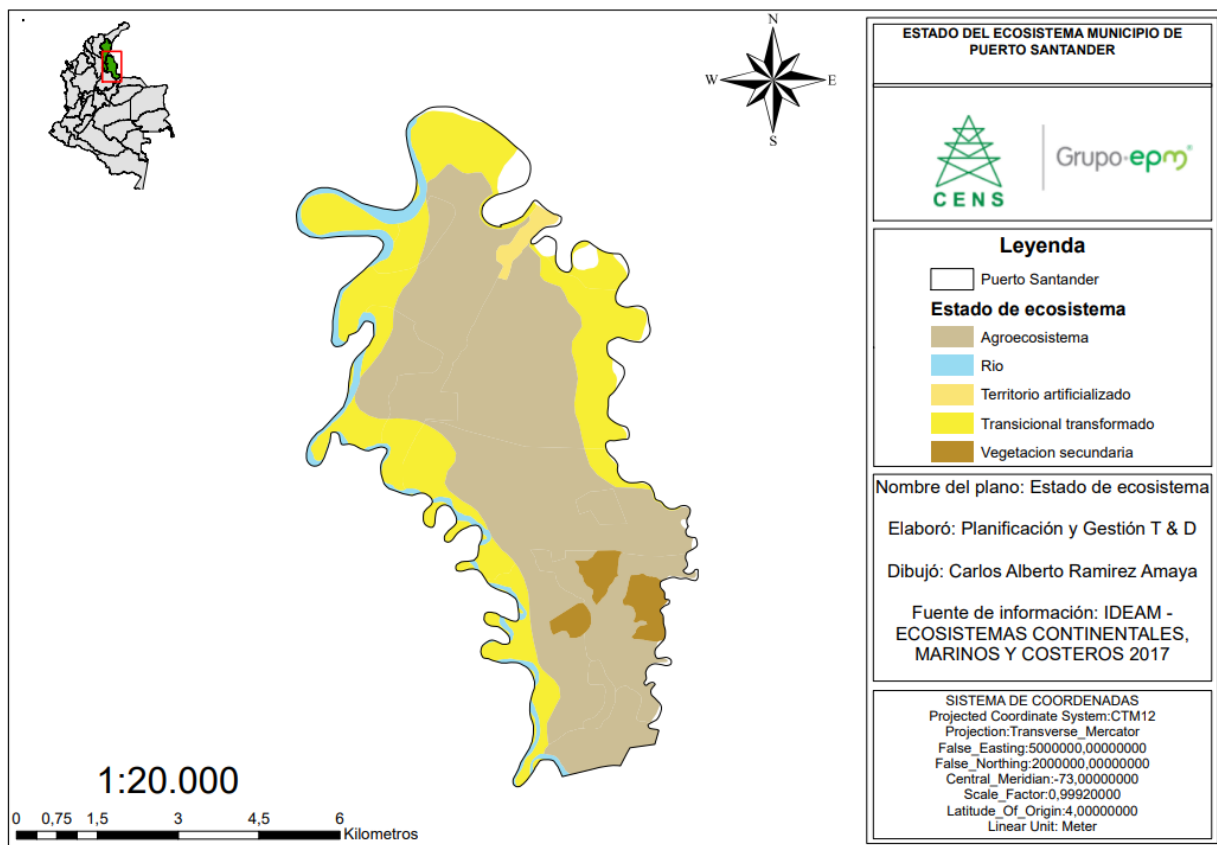 ESTADO DEL ECOSISTEMA MUNICIPIO DE
PUERTO SANTANDER
N
W
E
S
CENS
Grupo·epm®
Leyenda
Puerto Santander
Estado de ecosistema
Agroecosistema
Rio
Territorio artificializado
Transicional transformado
Vegetacion secundaria
Nombre del plano: Estado de ecosistema
Elaboró: Planificación y Gestión T & D
Dibujó: Carlos Alberto Ramirez Amaya
Fuente de información: IDEAM -
ECOSISTEMAS CONTINENTALES,
MARINOS Y COSTEROS 2017
SISTEMA DE COORDENADAS
Projected Coordinate System:CTM12
Projection:Transverse_Mercator
False_Easting:5000000,00000000
False_Northing:2000000,00000000
Central_Meridian:-73,00000000
Scale_Factor:0,99920000
Latitude_Of_Origin:4,00000000
Linear Unit: Meter
1:20.000
0 0,75 1,5 3 4,5 6
Kilometros